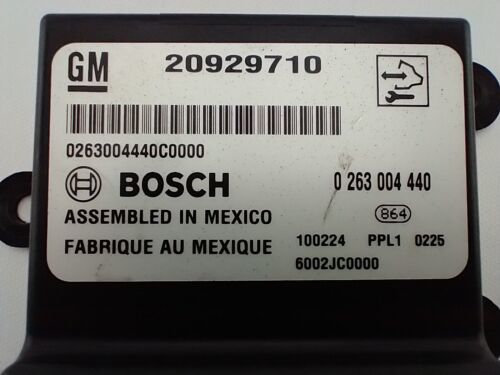 GM 20929710
0263004440C0000
BOSCH 0 263 004 440
ASSEMBLED IN MEXICO 864
FABRIQUE AU MEXIQUE 100224 PPL1 0225
6002JC0000